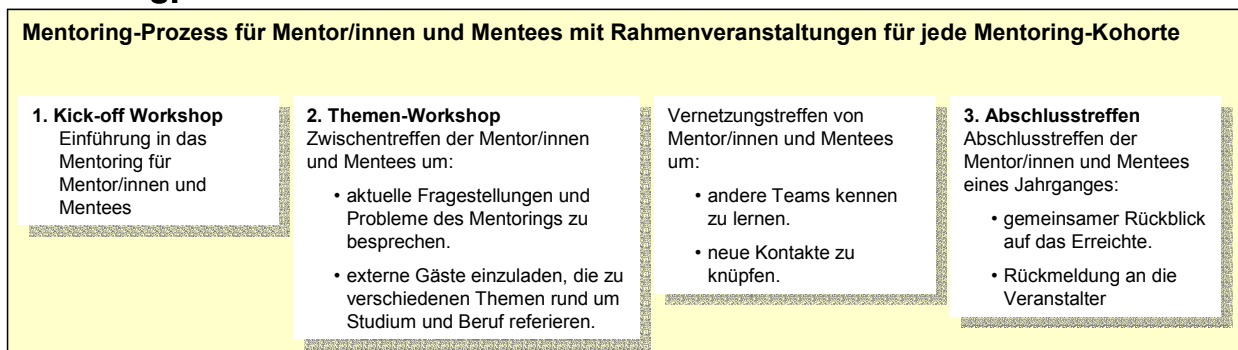 Mentoring-Prozess für Mentor/innen und Mentees mit Rahmenveranstaltungen für jede Mentoring-Kohorte
1. Kick-off Workshop
Einführung in das
Mentoring für
Mentor/innen und
Mentees
2. Themen-Workshop
Zwischentreffen der Mentor/innen
und Mentees um:
• aktuelle Fragestellungen und
Probleme des Mentorings zu
besprechen.
• externe Gäste einzuladen, die zu
verschiedenen Themen rund um
Studium und Beruf referieren.
Vernetzungstreffen von
Mentor/innen und Mentees
um:
• andere Teams kennen
zu lernen.
• neue Kontakte zu
knüpfen.
3. Abschlusstreffen
Abschlusstreffen der
Mentor/innen und Mentees
eines Jahrganges:
• gemeinsamer Rückblick
auf das Erreichte.
• Rückmeldung an die
Veranstalter